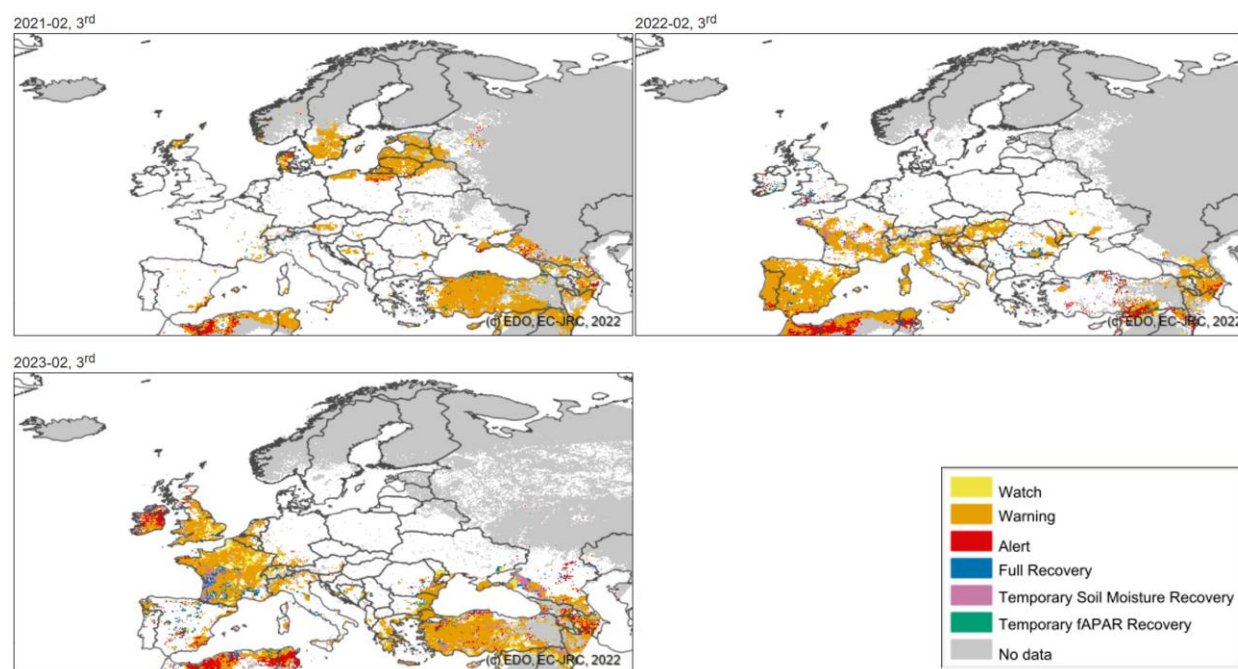 2021-02, 3rd
2022-02, 3rd
(c) EDO, EC-JRC, 2022
(c) EDO, EC-JRC, 2022
2023-02, 3rd
(c) EDO, EC-JRC, 2022
Watch
Warning
Alert
Full Recovery
Temporary Soil Moisture Recovery
Temporary fAPAR Recovery
No data